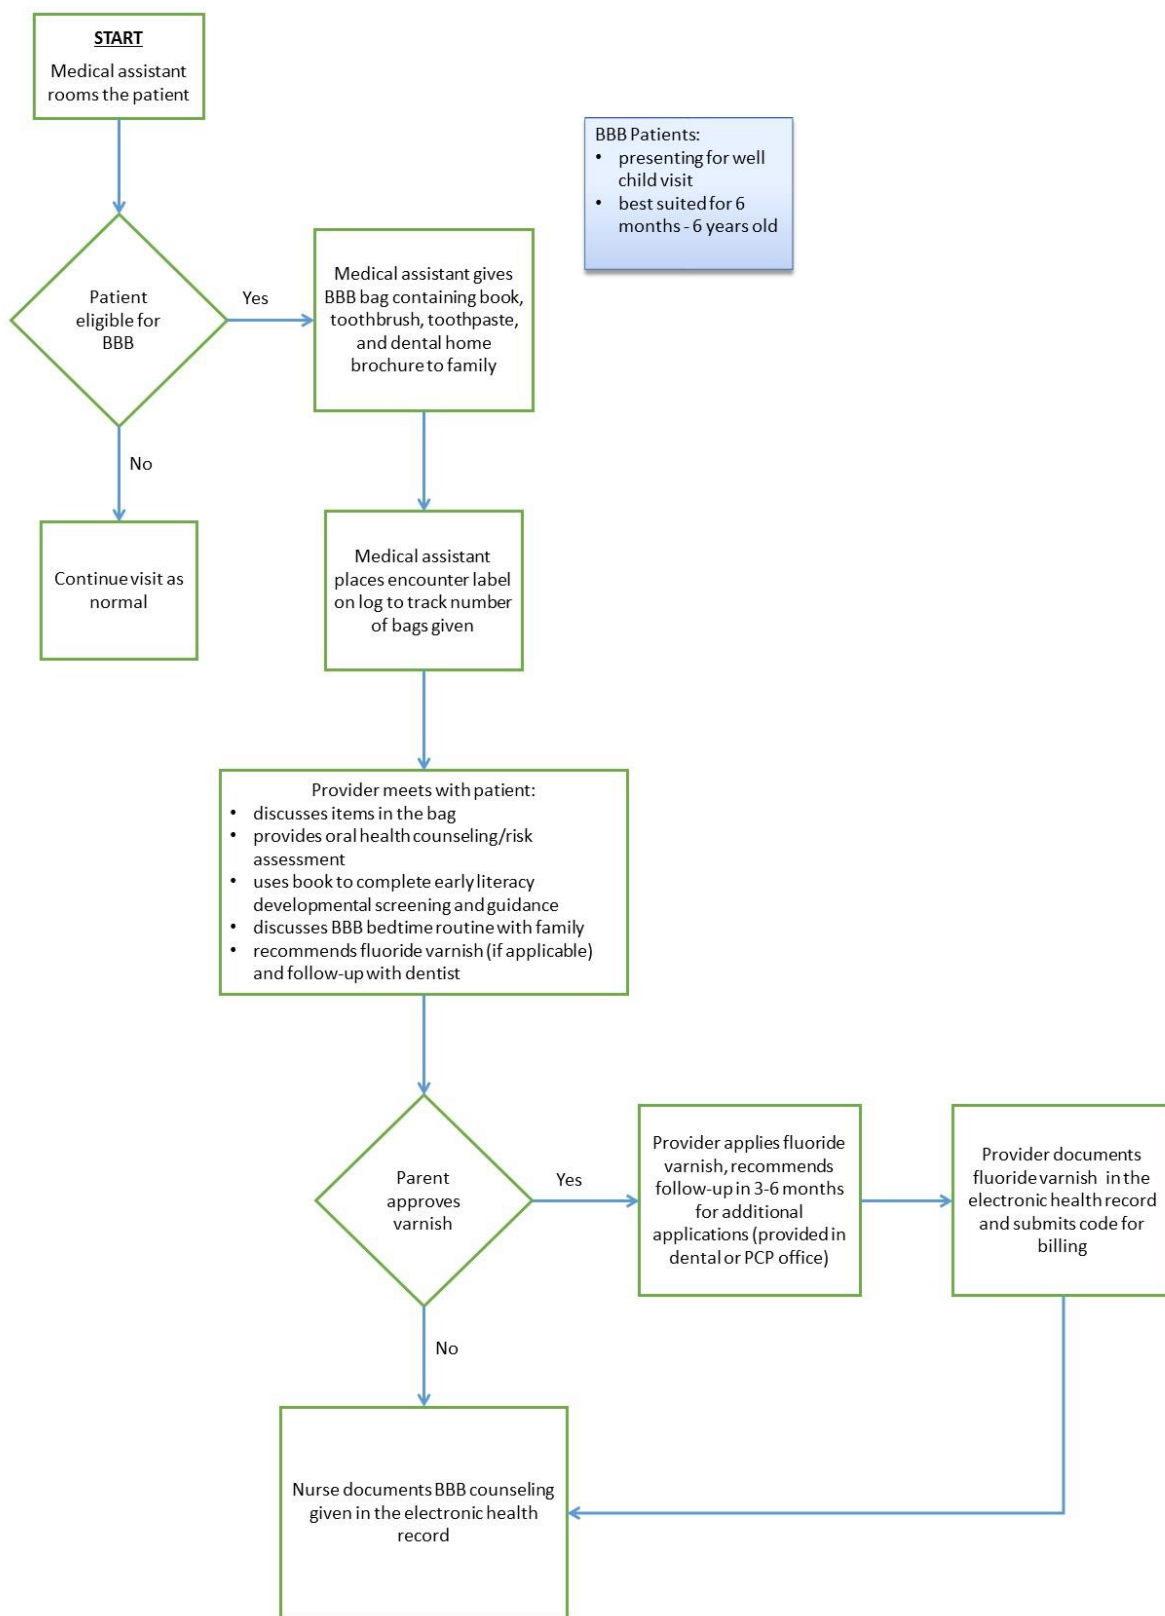 START
Medical assistant
rooms the patient
BBB Patients:
• presenting for well
child visit
• best suited for 6
months - 6 years old
Patient
eligible for
BBB
Yes
Medical assistant gives
BBB bag containing book,
toothbrush, toothpaste,
and dental home
brochure to family
No
Continue visit as
normal
Medical assistant
places encounter label
on log to track number
of bags given
Provider meets with patient:
• discusses items in the bag
• provides oral health counseling/risk
assessment
• uses book to complete early literacy
developmental screening and guidance
• discusses BBB bedtime routine with family
• recommends fluoride varnish (if applicable)
and follow-up with dentist
Parent
approves
varnish
Yes
Provider applies fluoride
varnish, recommends
follow-up in 3-6 months
for additional
applications (provided in
dental or PCP office)
Provider documents
fluoride varnish in the
electronic health record
and submits code for
billing
No
Nurse documents BBB counseling
given in the electronic health
record